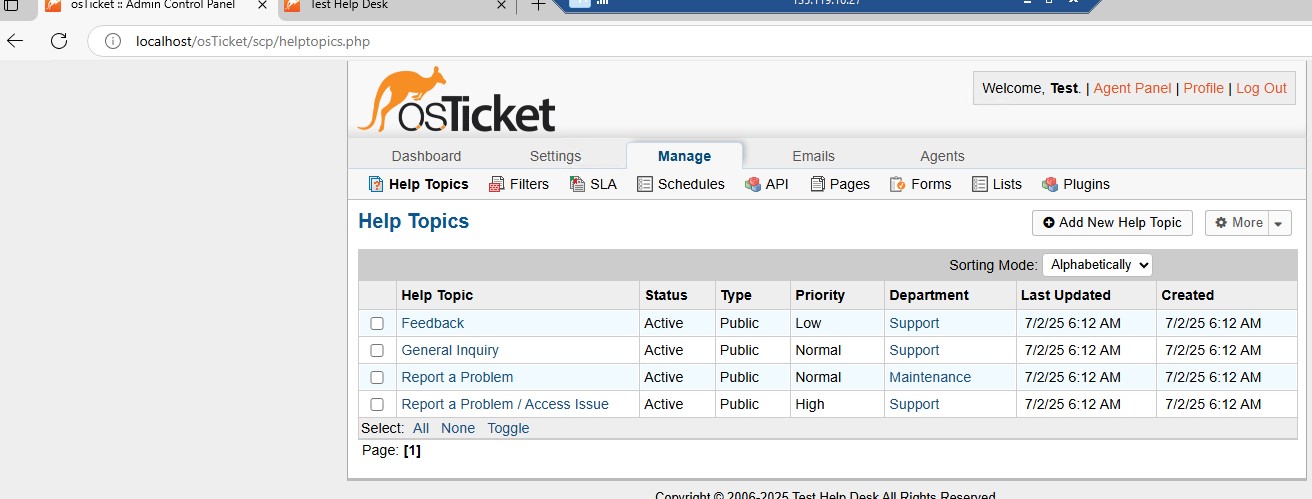 osTicket :: Admin Control Panel
Test Help Desk
localhost/osTicket/scp/helptopics.php
osTicket
Welcome, Test. | Agent Panel | Profile | Log Out
Dashboard Settings Manage Emails Agents
Help Topics Filters SLA Schedules API Pages Forms Lists Plugins
Help Topics
Add New Help Topic More
Sorting Mode: Alphabetically
Help Topic Status Type Priority Department Last Updated Created
Feedback Active Public Low Support 7/2/25 6:12 AM 7/2/25 6:12 AM
General Inquiry Active Public Normal Support 7/2/25 6:12 AM 7/2/25 6:12 AM
Report a Problem Active Public Normal Maintenance 7/2/25 6:12 AM 7/2/25 6:12 AM
Report a Problem / Access Issue Active Public High Support 7/2/25 6:12 AM 7/2/25 6:12 AM
Select: All None Toggle
Page: [1]
Copyright © 2006-2025 Test Help Desk All Rights Reserved.